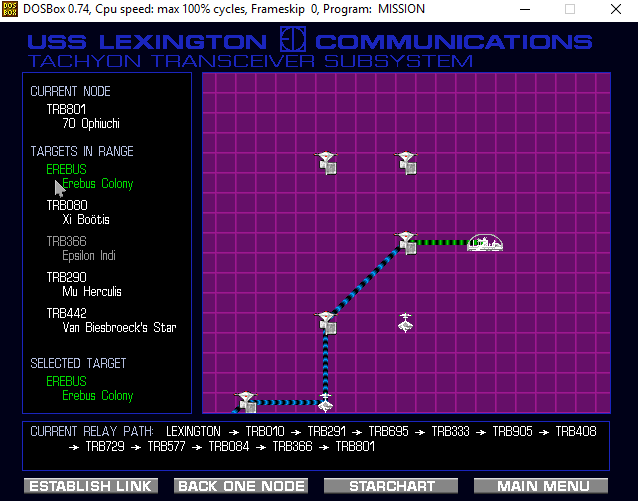 DOSBox 0.74, Cpu speed: max 100% cycles, Frameskip 0, Program: MISSION
USS LEXINGTON COMMUNICATIONS
TACHYON TRANSCEIVER SUBSYSTEM
CURRENT NODE
TRB801
70 Ophiuchi
TARGETS IN RANGE
EREBUS
Erebus Colony
TRB080
Xi Boötis
TRB366
Epsilon Indi
TRB290
Mu Herculis
TRB442
Van Biesbroeck's Star
SELECTED TARGET
EREBUS
Erebus Colony
CURRENT RELAY PATH: LEXINGTON → TRB010 → TRB291 → TRB695 → TRB333 → TRB905 → TRB408
→ TRB729 → TRB577 → TRB084 → TRB366 → TRB801
ESTABLISH LINK BACK ONE NODE STARCHART MAIN MENU